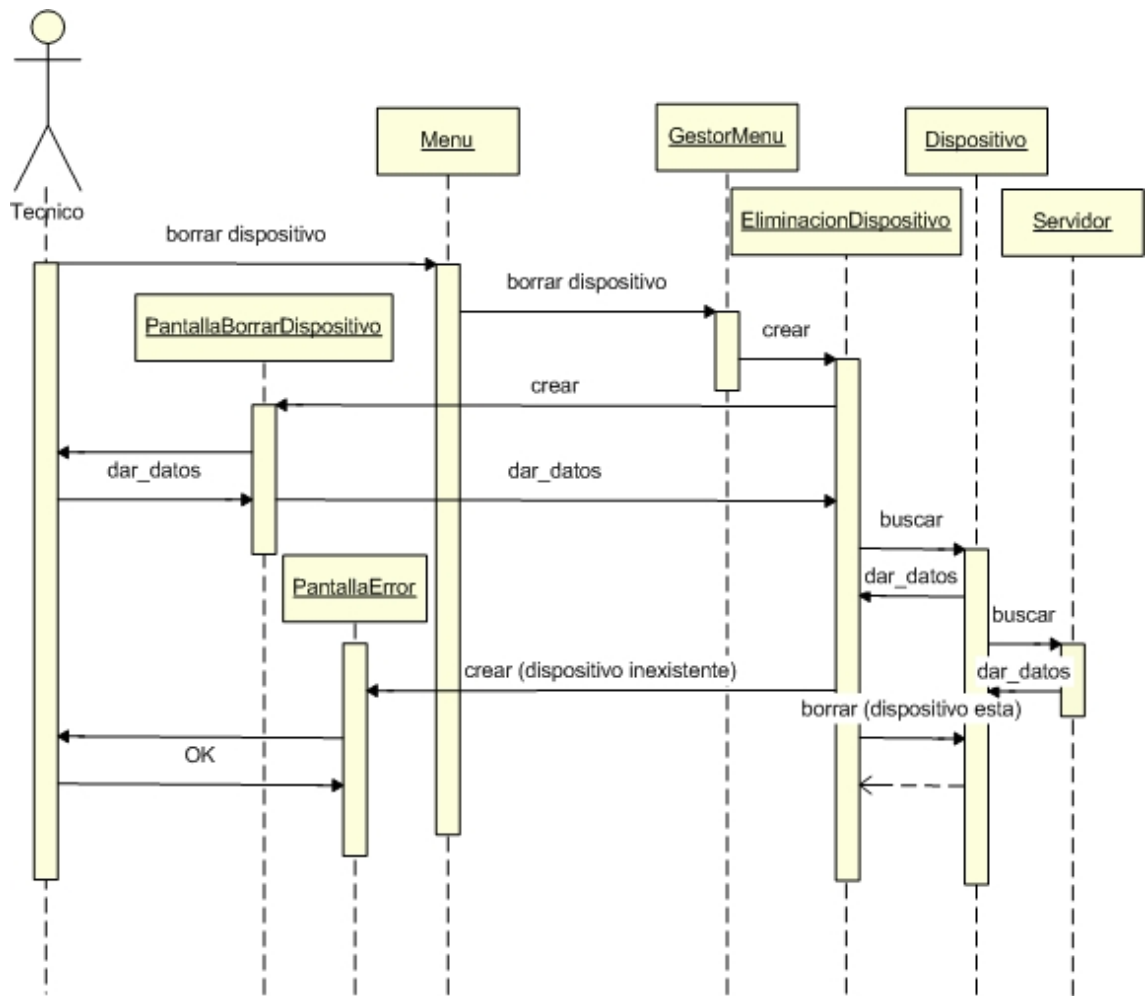 Menu
GestorMenu
Dispositivo
Tecnico
EliminacionDispositivo
Servidor
borrar dispositivo
borrar dispositivo
PantallaBorrarDispositivo
crear
crear
dar_datos
dar_datos
buscar
PantallaError
dar_datos
buscar
crear (dispositivo inexistente)
dar_datos
borrar (dispositivo esta)
OK